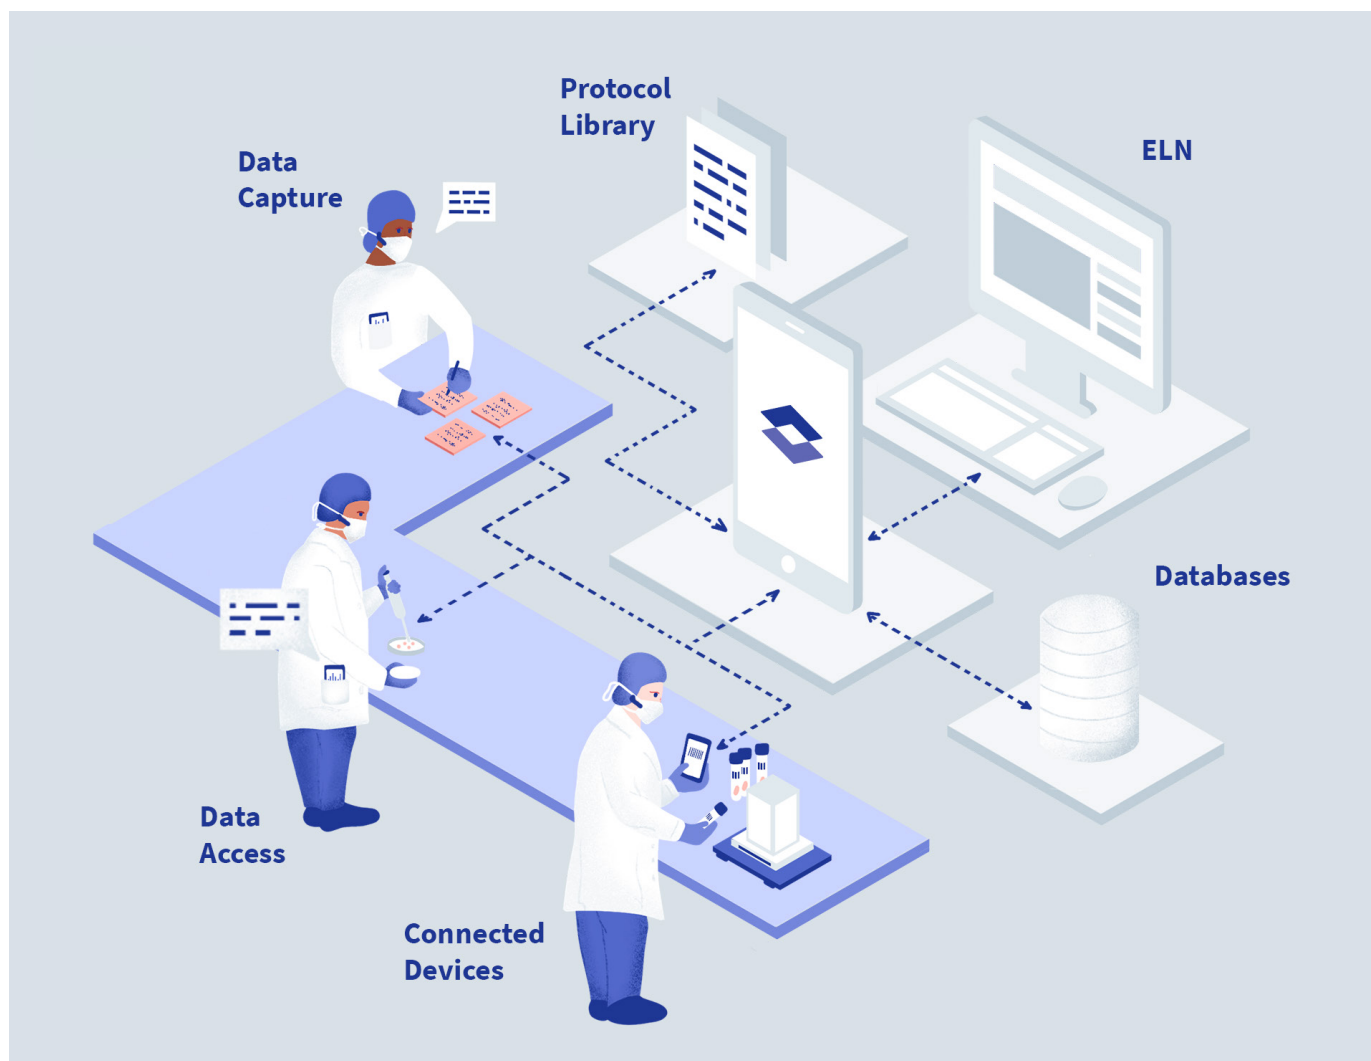 Protocol
Library
ELN
Data
Capture
Databases
Data
Access
Connected
Devices